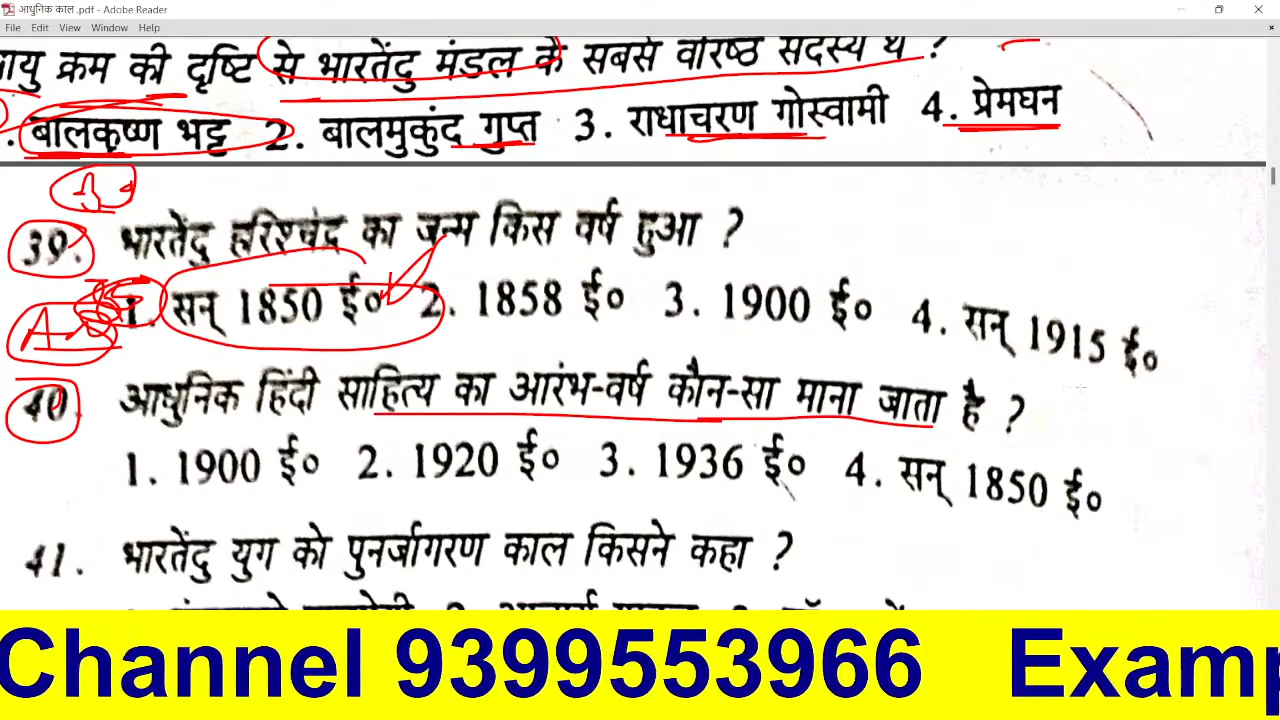 आधुनिक काल .pdf - Adobe Reader
File Edit View Window Help
क्रम की दृष्टि से भारतेंदु मंडल के सबसे वरिष्ठ सदस्य थे ?
. बालकृष्ण भट्ट 2. बालमुकुंद गुप्त 3. राधाचरण गोस्वामी 4. प्रेमघन
39. भारतेंदु हरिश्चंद्र का जन्म किस वर्ष हुआ ?
1. सन् 1850 ई० 2. 1858 ई० 3. 1900 ई० 4. सन् 1915 ई०
A
40. आधुनिक हिंदी साहित्य का आरंभ-वर्ष कौन-सा माना जाता है ?
1. 1900 ई० 2. 1920 ई० 3. 1936 ई० 4. सन् 1850 ई०
41. भारतेंदु युग को पुनर्जागरण काल किसने कहा ?
Channel 9399553966 Examp